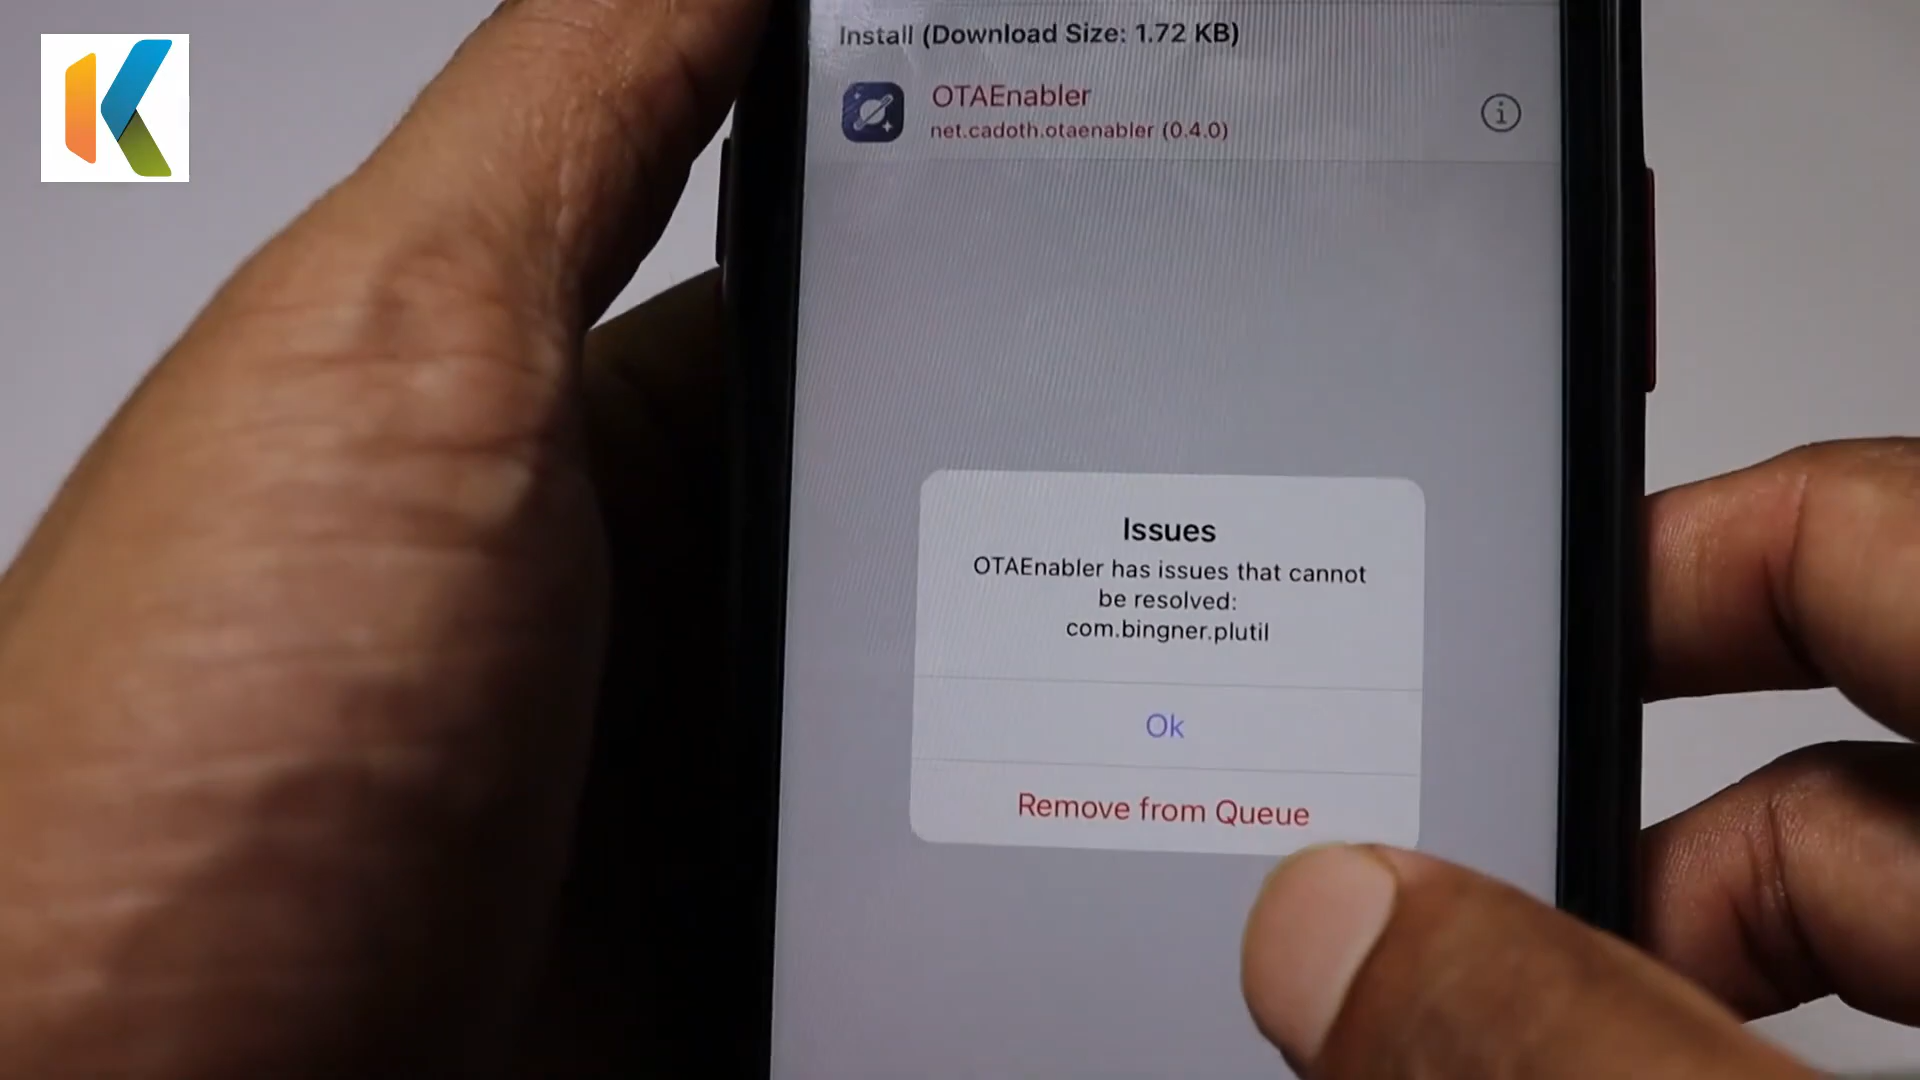 Install (Download Size: 1.72 KB)
OTAEnabler
net.cadoth.otaenabler (0.4.0)
Issues
OTAEnabler has issues that cannot
be resolved:
com.bingner.plutil
Ok
Remove from Queue